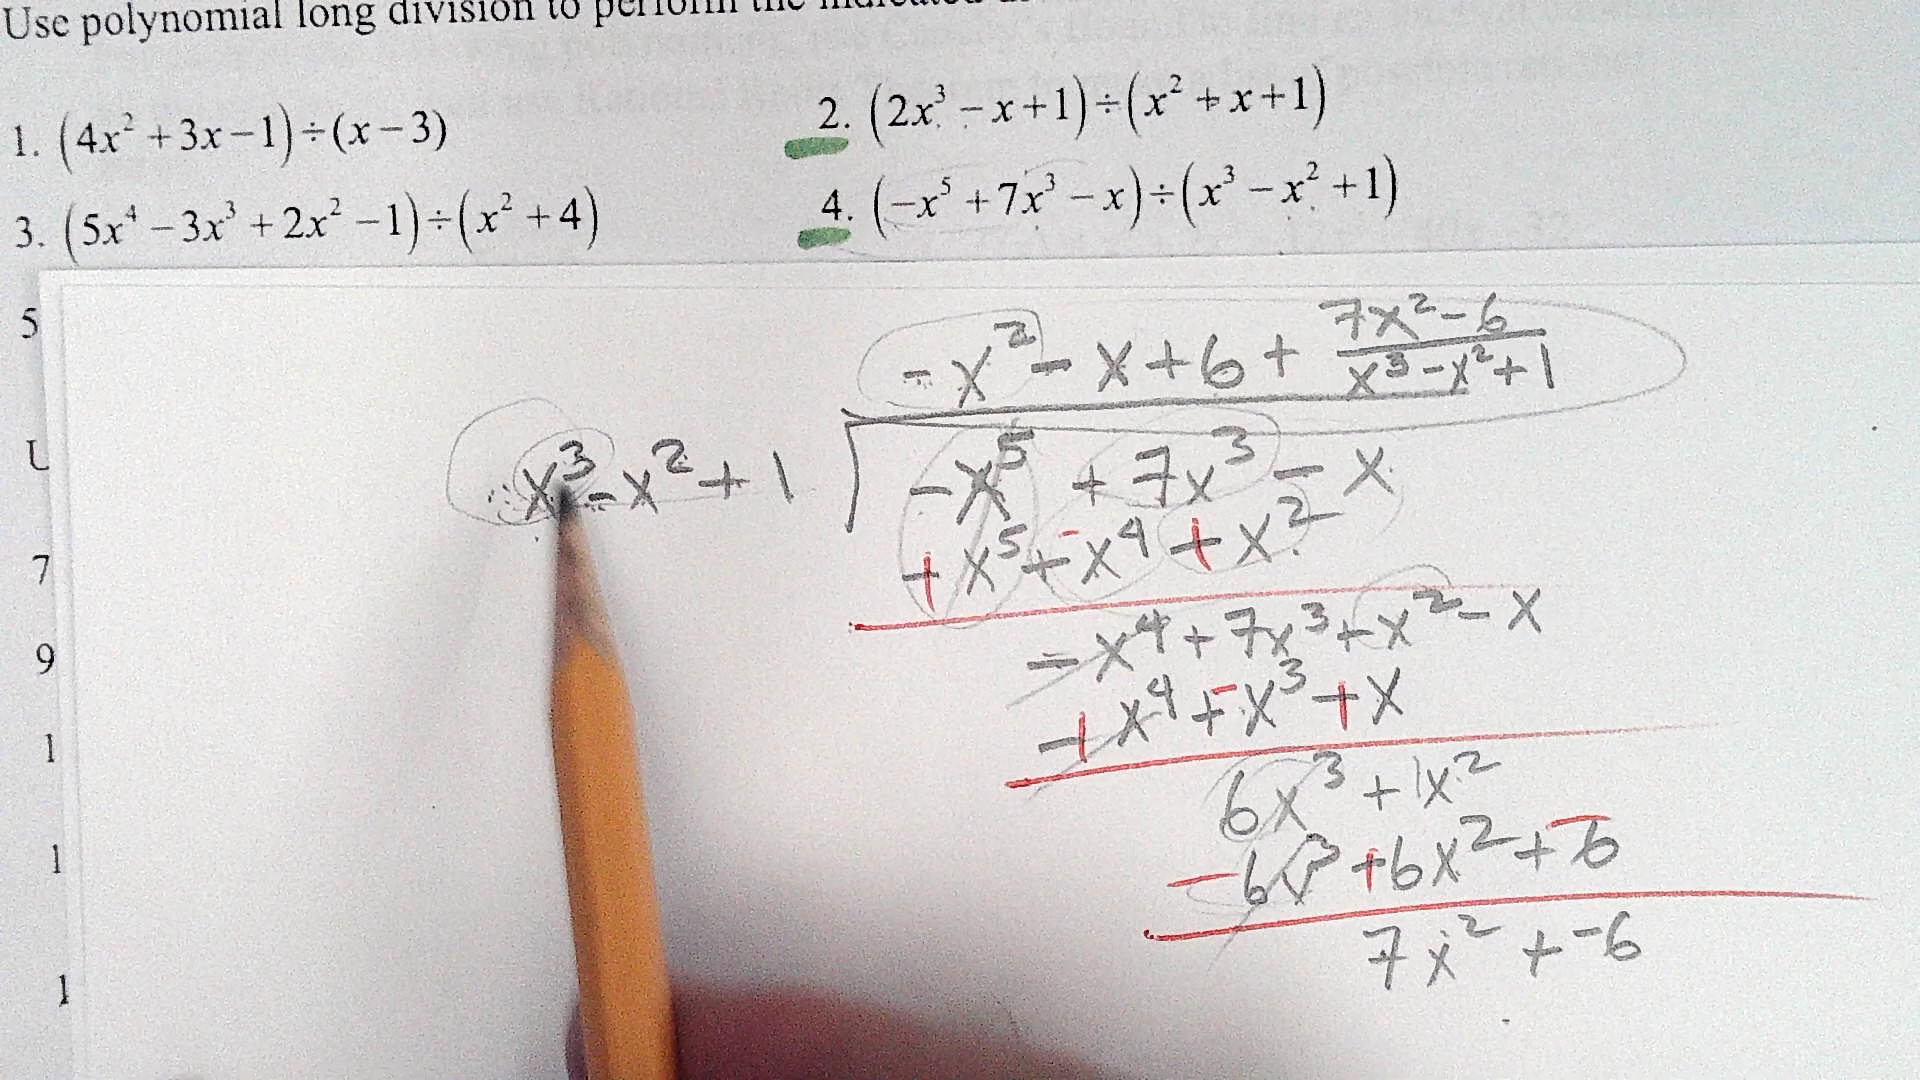 Use polynomial long division to perform the indicated
1. (4x² + 3x − 1) ÷ (x − 3)
2. (2x³ − x + 1) ÷ (x² + x + 1)
3. (5x⁴ − 3x³ + 2x² − 1) ÷ (x² + 4)
4. (−x⁵ + 7x³ − x) ÷ (x³ − x² + 1)
5
7
9
1
1
1
7x² − 6
-x² - x + 6 +
x³ - x² + 1
x³ - x² + 1
-x⁵ + 7x³ - x
+x⁵ - x⁴ + x²
-x⁴ + 7x³ + x² - x
+x⁴ - x³ + x
6x³ + 1x²
-6x³ + 6x² + -6
7x² + -6